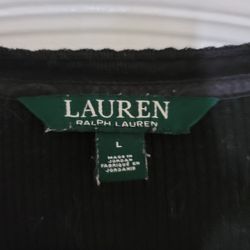 LAUREN
RALPH LAUREN
L
MADE IN
JORDAN
FABRIQUÉ EN
JORDANIE